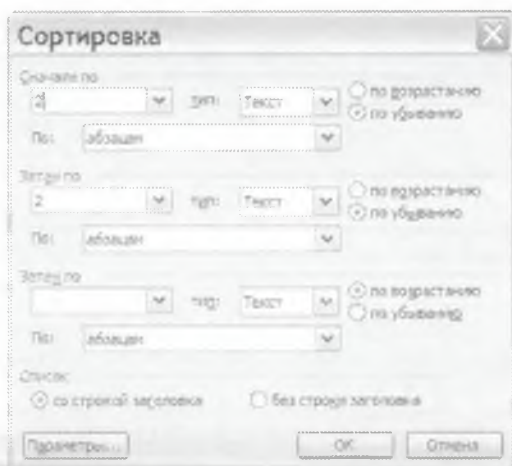 Сортировка
Сначала по
2 тип: Текст по возрастанию
по убыванию
По: абзацам
Затем по
2 тип: Текст по возрастанию
по убыванию
По: абзацам
Затем по
тип: Текст по возрастанию
по убыванию
По: абзацам
Список
со строкой заголовка без строки заголовка
Параметры... ОК Отмена